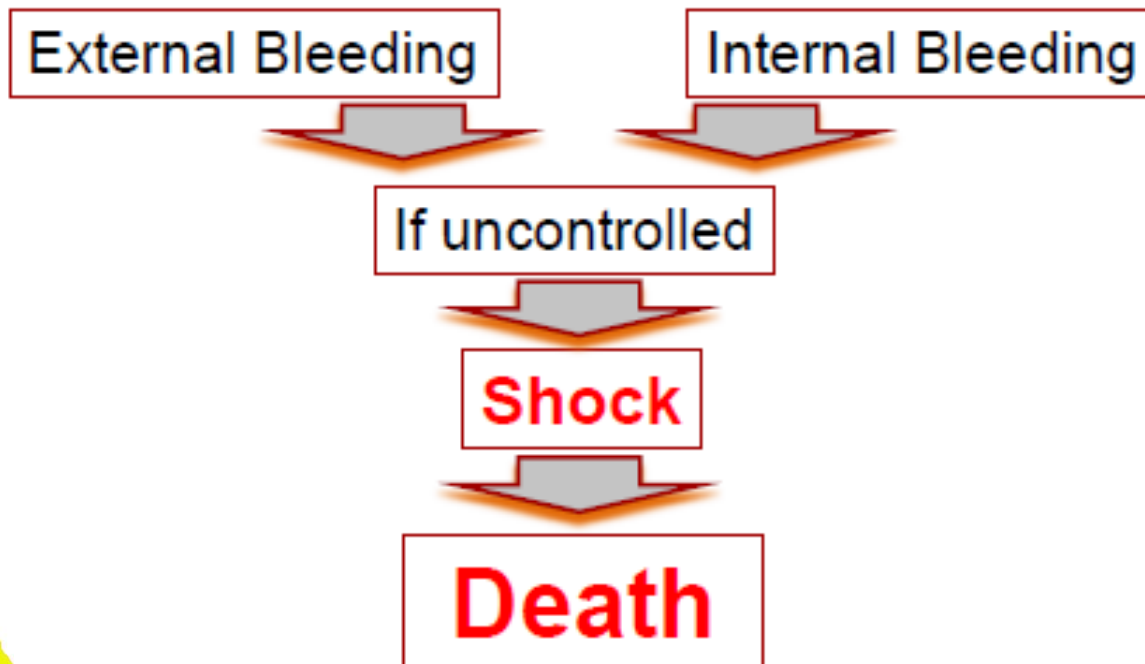 External Bleeding
Internal Bleeding
If uncontrolled
Shock
Death